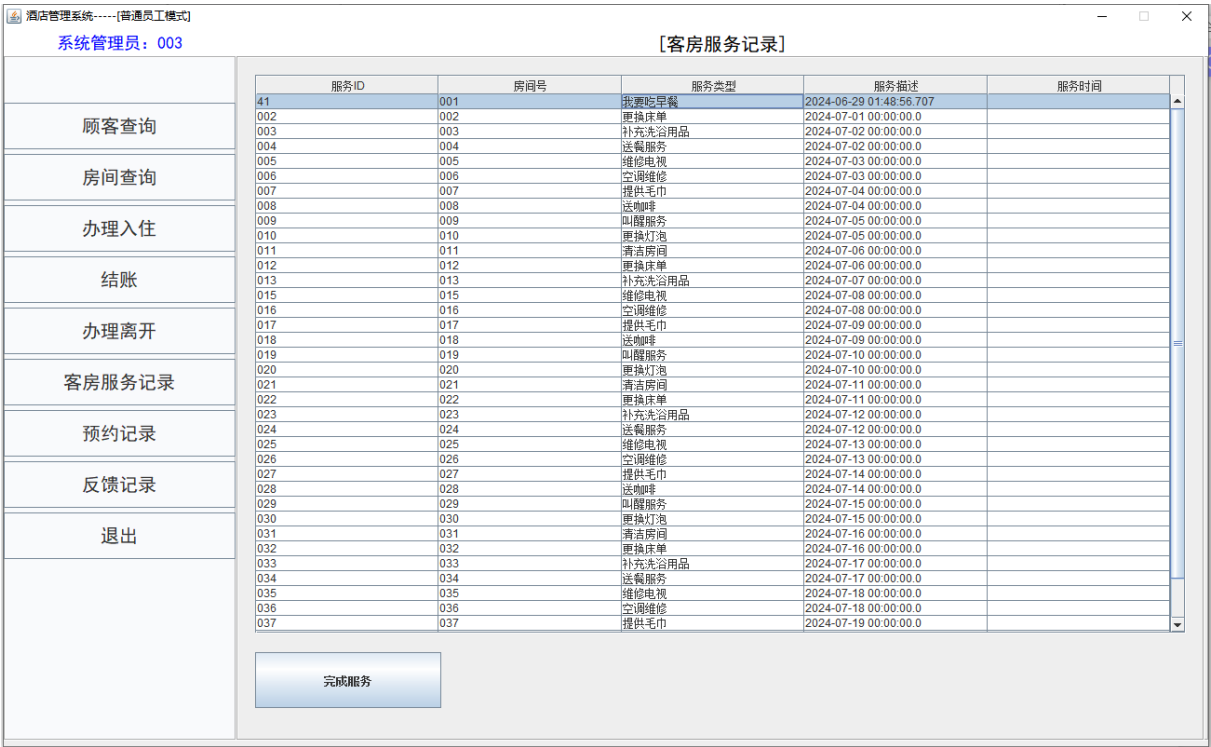 酒店管理系统-----[普通员工模式]
系统管理员：003
[客房服务记录]
顾客查询
房间查询
办理入住
结账
办理离开
客房服务记录
预约记录
反馈记录
退出
服务ID 房间号 服务类型 服务描述 服务时间
41 001 我要吃早餐 2024-06-29 01:48:56.707
002 002 更换床单 2024-07-01 00:00:00.0
003 003 补充洗浴用品 2024-07-02 00:00:00.0
004 004 送餐服务 2024-07-02 00:00:00.0
005 005 维修电视 2024-07-03 00:00:00.0
006 006 空调维修 2024-07-03 00:00:00.0
007 007 提供毛巾 2024-07-04 00:00:00.0
008 008 送咖啡 2024-07-04 00:00:00.0
009 009 叫醒服务 2024-07-05 00:00:00.0
010 010 更换灯泡 2024-07-05 00:00:00.0
011 011 清洁房间 2024-07-06 00:00:00.0
012 012 更换床单 2024-07-06 00:00:00.0
013 013 补充洗浴用品 2024-07-07 00:00:00.0
015 015 维修电视 2024-07-08 00:00:00.0
016 016 空调维修 2024-07-08 00:00:00.0
017 017 提供毛巾 2024-07-09 00:00:00.0
018 018 送咖啡 2024-07-09 00:00:00.0
019 019 叫醒服务 2024-07-10 00:00:00.0
020 020 更换灯泡 2024-07-10 00:00:00.0
021 021 清洁房间 2024-07-11 00:00:00.0
022 022 更换床单 2024-07-11 00:00:00.0
023 023 补充洗浴用品 2024-07-12 00:00:00.0
024 024 送餐服务 2024-07-12 00:00:00.0
025 025 维修电视 2024-07-13 00:00:00.0
026 026 空调维修 2024-07-13 00:00:00.0
027 027 提供毛巾 2024-07-14 00:00:00.0
028 028 送咖啡 2024-07-14 00:00:00.0
029 029 叫醒服务 2024-07-15 00:00:00.0
030 030 更换灯泡 2024-07-15 00:00:00.0
031 031 清洁房间 2024-07-16 00:00:00.0
032 032 更换床单 2024-07-16 00:00:00.0
033 033 补充洗浴用品 2024-07-17 00:00:00.0
034 034 送餐服务 2024-07-17 00:00:00.0
035 035 维修电视 2024-07-18 00:00:00.0
036 036 空调维修 2024-07-18 00:00:00.0
037 037 提供毛巾 2024-07-19 00:00:00.0
完成服务